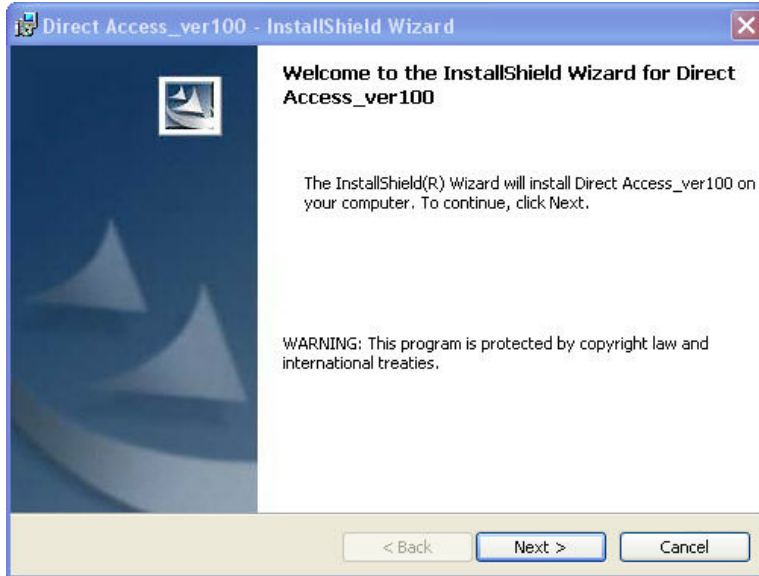 Direct Access_ver100 - InstallShield Wizard
Welcome to the InstallShield Wizard for Direct
Access_ver100
The InstallShield(R) Wizard will install Direct Access_ver100 on
your computer. To continue, click Next.
WARNING: This program is protected by copyright law and
international treaties.
< Back
Next >
Cancel